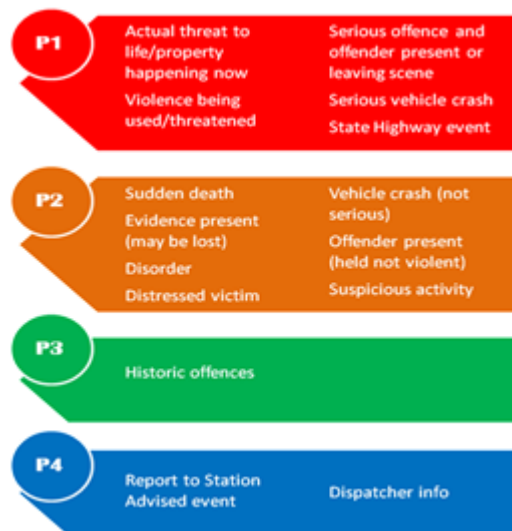 P1
Actual threat to
life/property
happening now
Violence being
used/threatened
Serious offence and
offender present or
leaving scene
Serious vehicle crash
State Highway event
P2
Sudden death
Evidence present
(may be lost)
Disorder
Distressed victim
Vehicle crash (not
serious)
Offender present
(held not violent)
Suspicious activity
P3
Historic offences
P4
Report to Station
Advised event
Dispatcher info